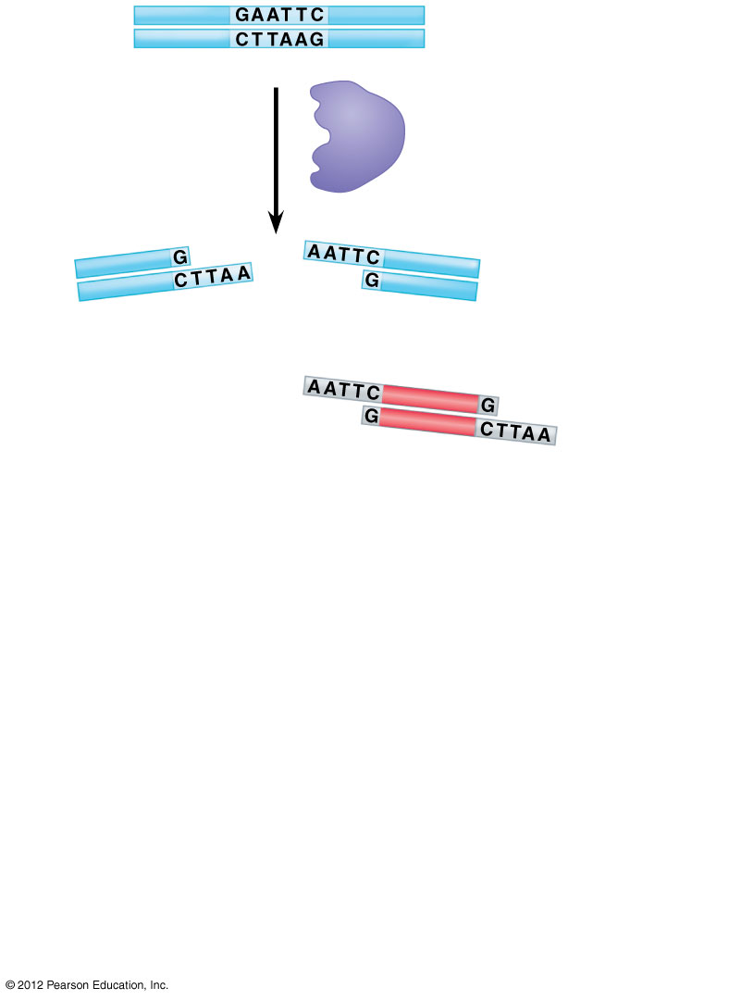 GAATTC
CTTAAG
G
CTTAA
AATTC
G
AATTC G
G CTTAA
© 2012 Pearson Education, Inc.